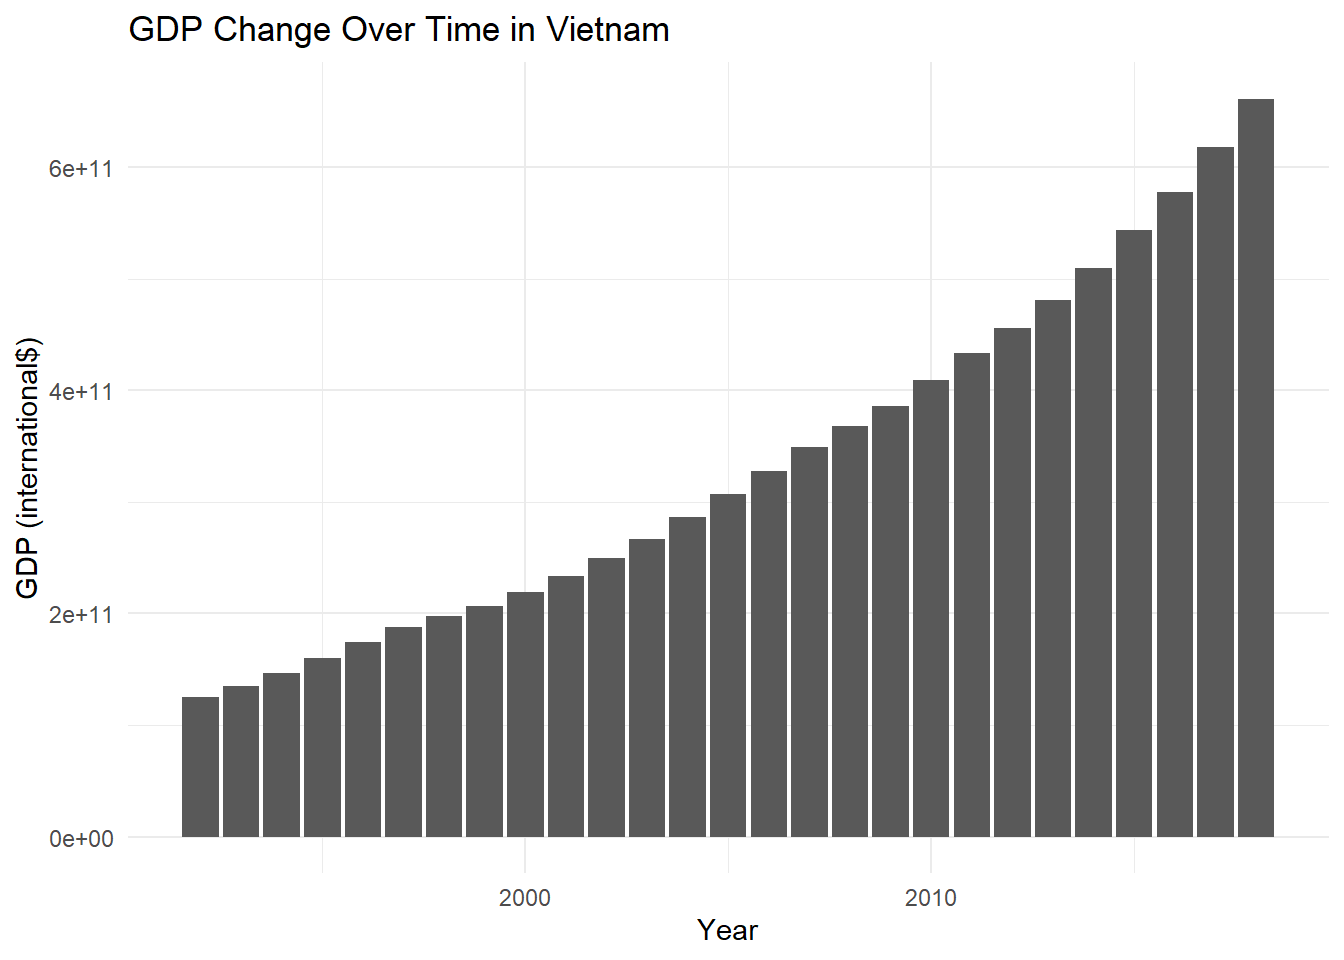 GDP Change Over Time in Vietnam
GDP (international$)
6e+11
4e+11
2e+11
0e+00
2000
2010
Year